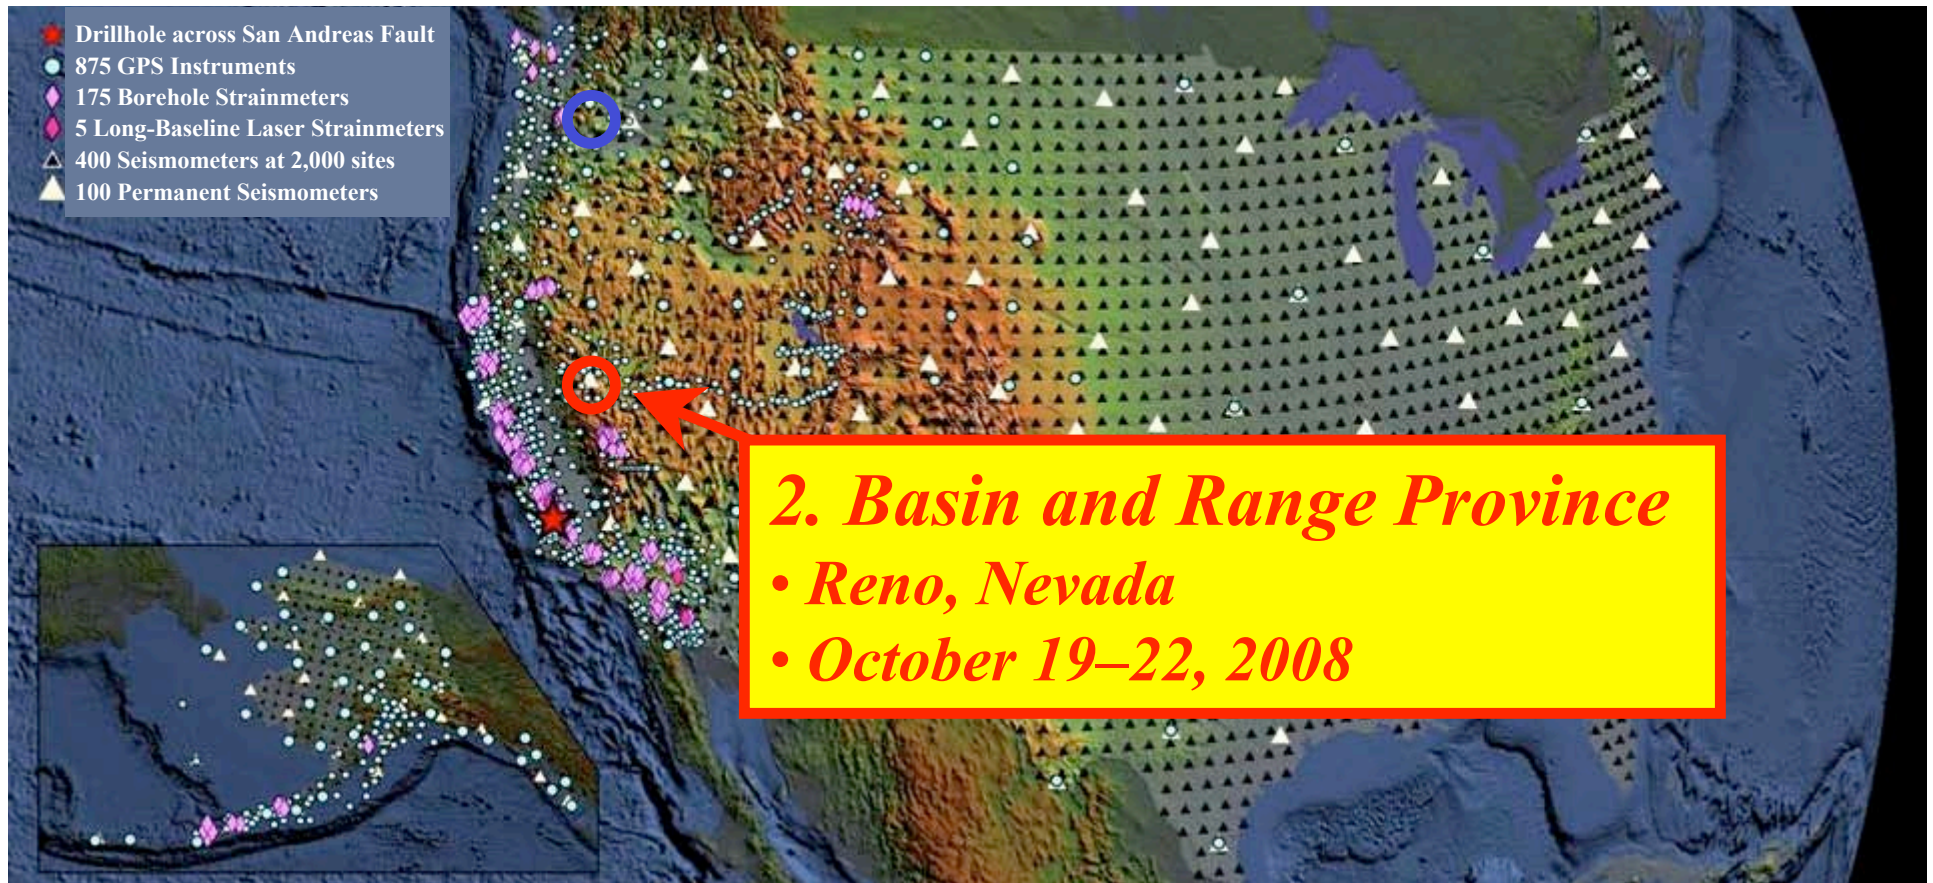 Drillhole across San Andreas Fault
875 GPS Instruments
175 Borehole Strainmeters
5 Long-Baseline Laser Strainmeters
400 Seismometers at 2,000 sites
100 Permanent Seismometers
2. Basin and Range Province
• Reno, Nevada
• October 19–22, 2008